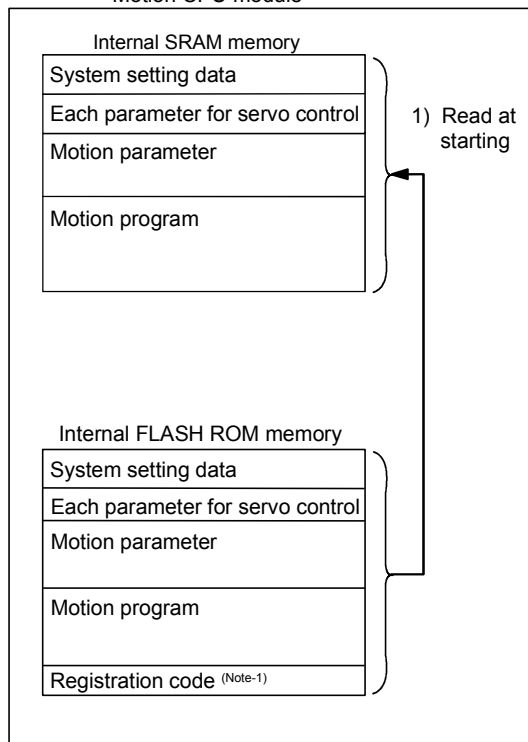 Internal SRAM memory
System setting data
Each parameter for servo control
Motion parameter
Motion program
1) Read at
starting
Internal FLASH ROM memory
System setting data
Each parameter for servo control
Motion parameter
Motion program
Registration code (Note-1)